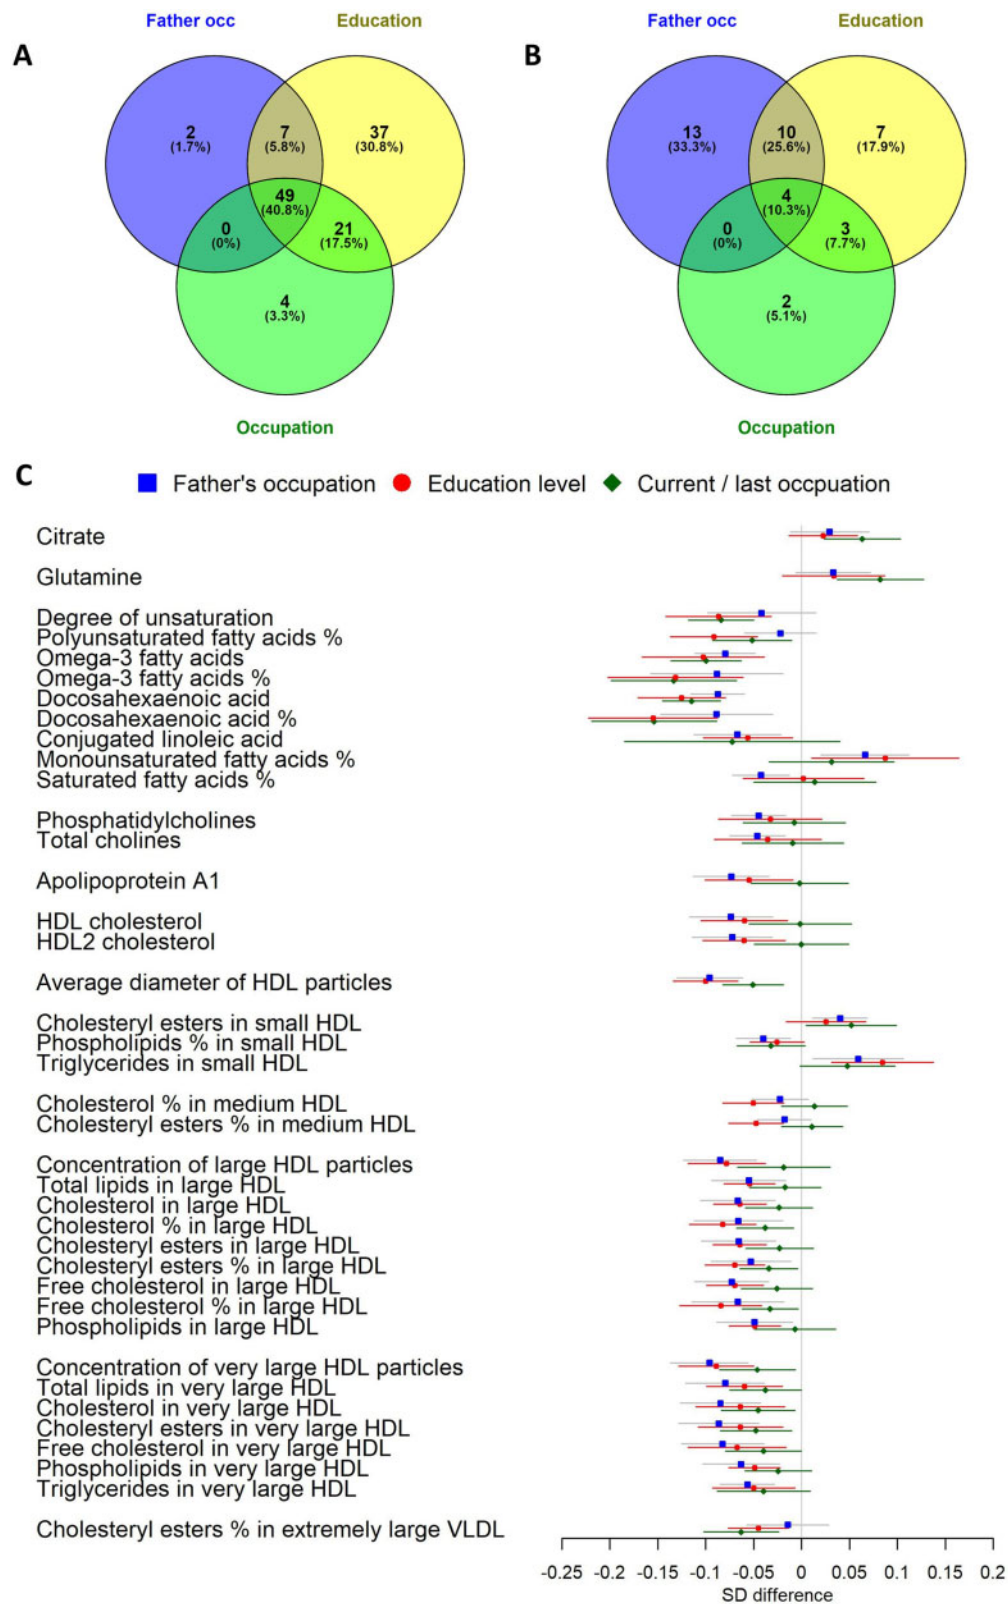 Father occ
Education
Father occ
Education
A
B
2
(1.7%)
7
(5.8%)
37
(30.8%)
49
(40.8%)
0
(0%)
21
(17.5%)
4
(3.3%)
13
(33.3%)
10
(25.6%)
7
(17.9%)
4
(10.3%)
0
(0%)
3
(7.7%)
2
(5.1%)
Occupation
Occupation
C
Father's occupation
Education level
Current / last occpuation
Citrate
Glutamine
Degree of unsaturation
Polyunsaturated fatty acids %
Omega-3 fatty acids
Omega-3 fatty acids %
Docosahexaenoic acid
Docosahexaenoic acid %
Conjugated linoleic acid
Monounsaturated fatty acids %
Saturated fatty acids %
Phosphatidylcholines
Total cholines
Apolipoprotein A1
HDL cholesterol
HDL2 cholesterol
Average diameter of HDL particles
Cholesteryl esters in small HDL
Phospholipids % in small HDL
Triglycerides in small HDL
Cholesterol % in medium HDL
Cholesteryl esters % in medium HDL
Concentration of large HDL particles
Total lipids in large HDL
Cholesterol in large HDL
Cholesterol % in large HDL
Cholesteryl esters in large HDL
Cholesteryl esters % in large HDL
Free cholesterol in large HDL
Free cholesterol % in large HDL
Phospholipids in large HDL
Concentration of very large HDL particles
Total lipids in very large HDL
Cholesterol in very large HDL
Cholesteryl esters in very large HDL
Free cholesterol in very large HDL
Phospholipids in very large HDL
Triglycerides in very large HDL
Cholesteryl esters % in extremely large VLDL
-0.25 -0.2 -0.15 -0.1 -0.05 0 0.05 0.1 0.15 0.2
SD difference